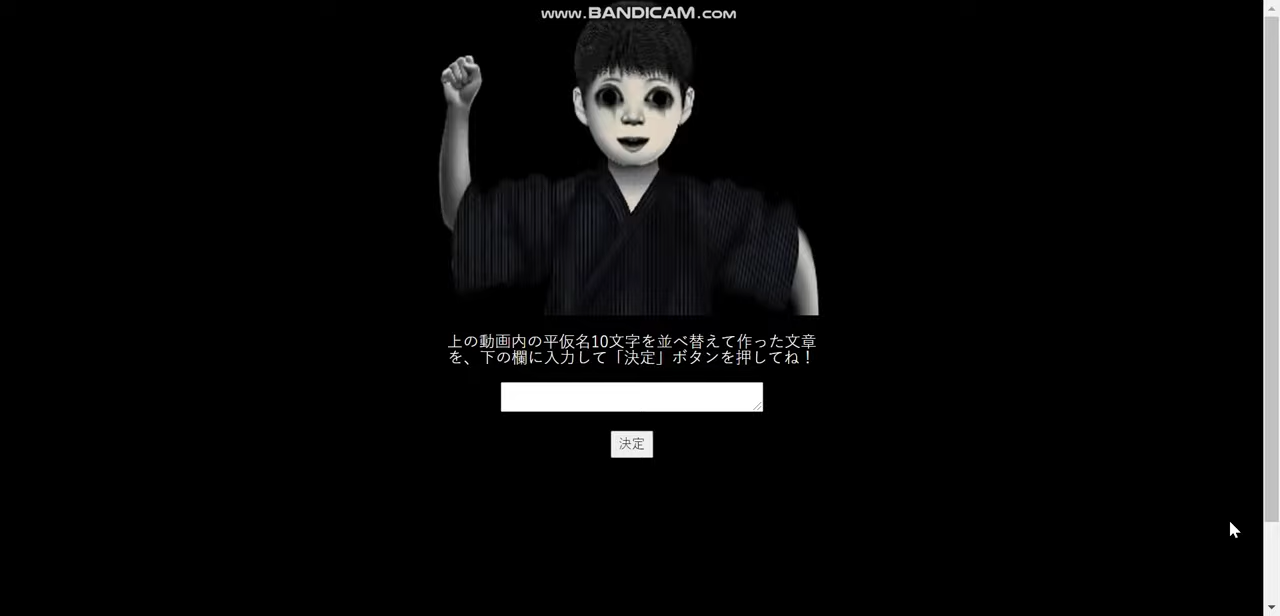 www.BANDICAM.com
上の動画内の平仮名10文字を並べ替えて作った文章
を、下の欄に入力して「決定」ボタンを押してね！
決定